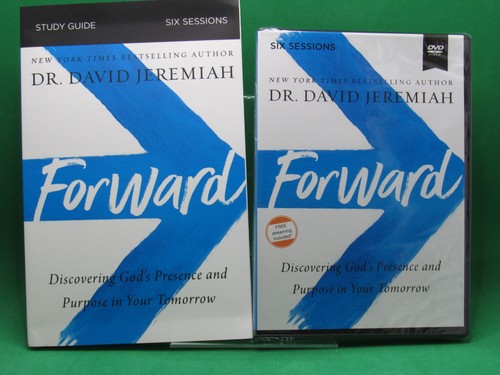 STUDY GUIDE
SIX SESSIONS
NEW YORK TIMES BESTSELLING AUTHOR
DR. DAVID JEREMIAH
Forward
Discovering God's Presence and
Purpose in Your Tomorrow
SIX SESSIONS
DVD
NEW YORK TIMES BESTSELLING AUTHOR
DR. DAVID JEREMIAH
Forward
FREE
streaming
included
Discovering God's Presence and
Purpose in Your Tomorrow